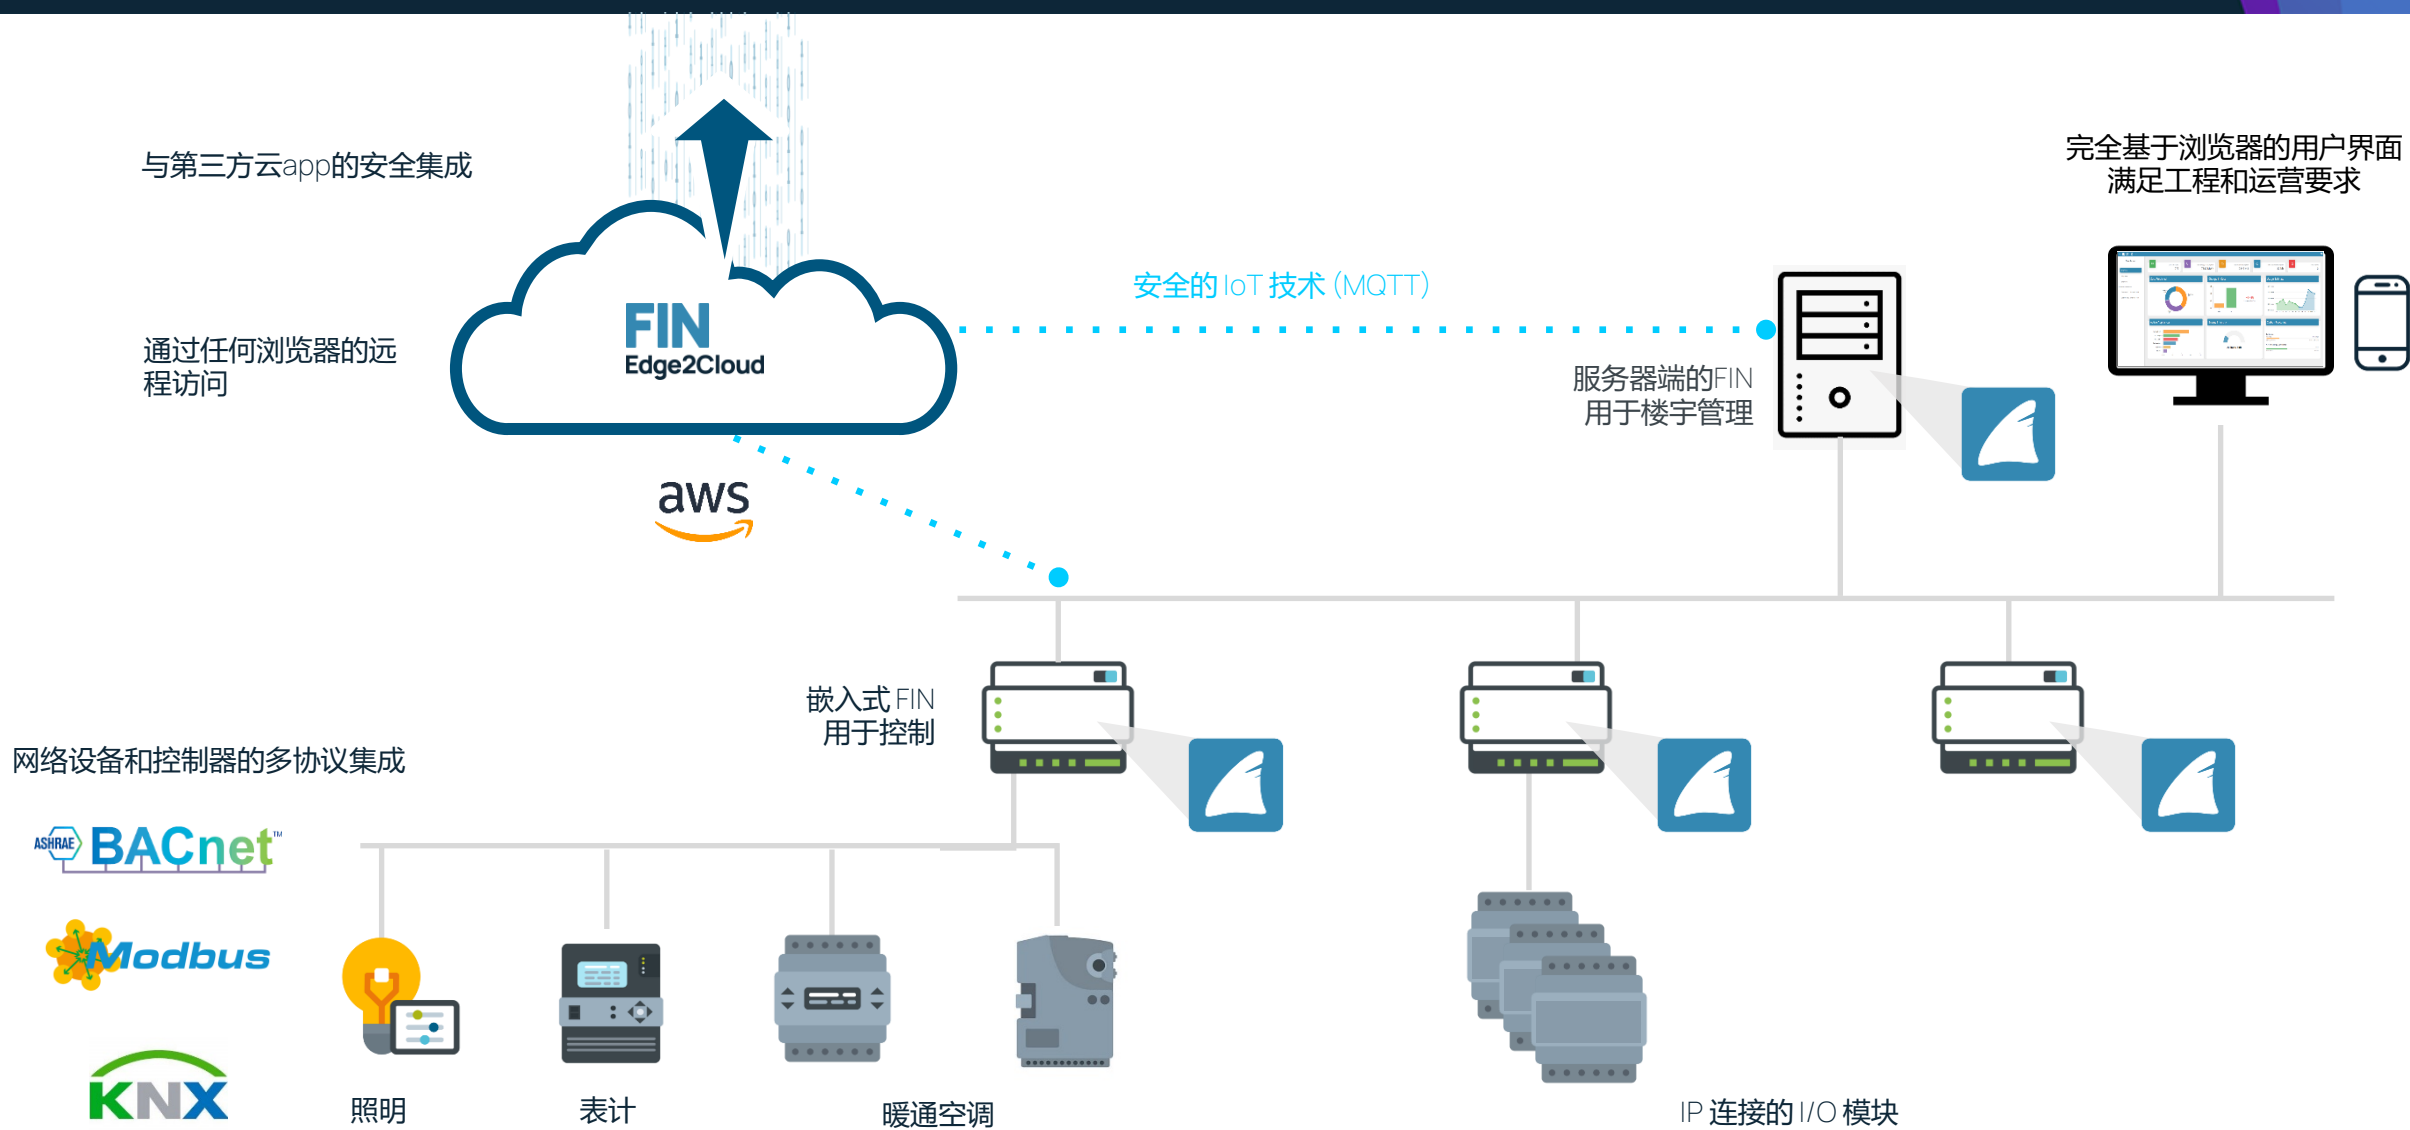 与第三方云app的安全集成
完全基于浏览器的用户界面
满足工程和运营要求
安全的 IoT 技术 (MQTT)
FIN
Edge2Cloud
通过任何浏览器的远
程访问
服务器端的FIN
用于楼宇管理
aws
嵌入式 FIN
用于控制
网络设备和控制器的多协议集成
ASHRAE BACnet™
Modbus
KNX
照明
表计
暖通空调
IP 连接的 I/O 模块